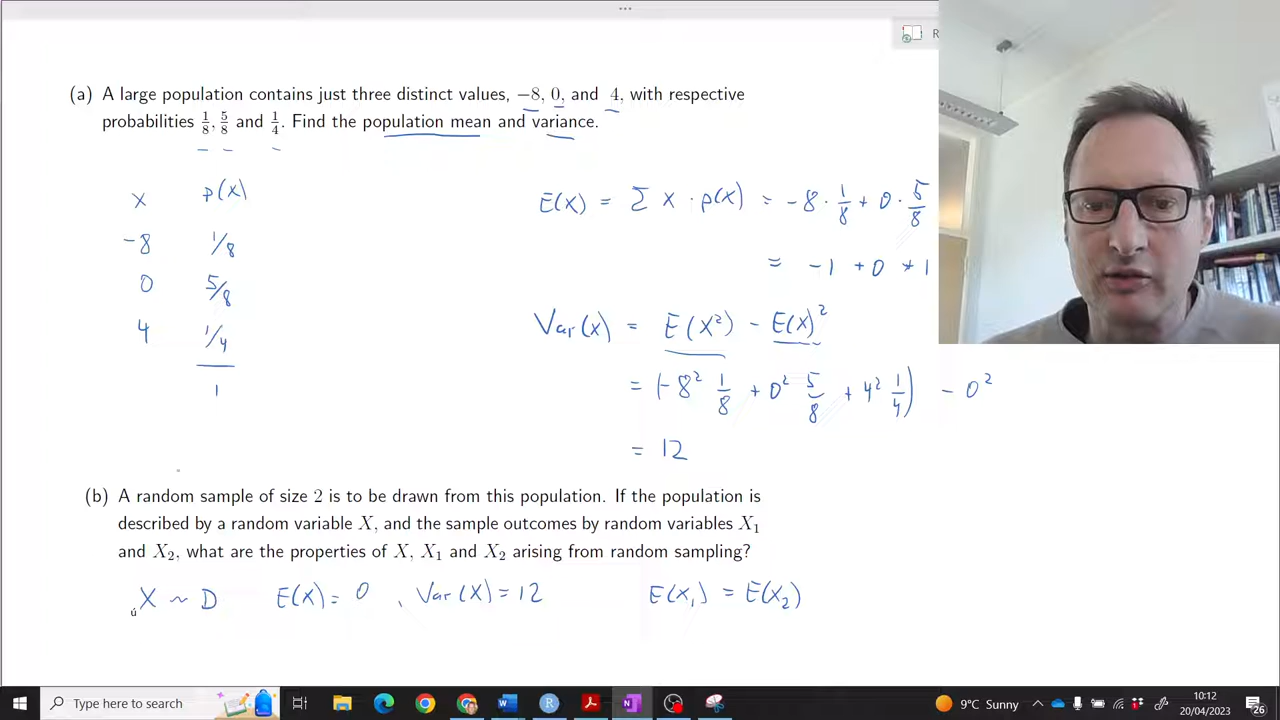 R
(a) A large population contains just three distinct values, −8, 0, and 4, with respective
probabilities 1/8, 5/8 and 1/4. Find the population mean and variance.
x p(X)
-8 1/8
0 5/8
4 1/4
1
E(X) = Σ x · p(X) = -8 · 1/8 + 0 · 5/8
= -1 + 0 + 1
Var(X) = E(X²) - E(X)²
= (-8² 1/8 + 0² 5/8 + 4² 1/4) - 0²
= 12
(b) A random sample of size 2 is to be drawn from this population. If the population is
described by a random variable X, and the sample outcomes by random variables X₁
and X₂, what are the properties of X, X₁ and X₂ arising from random sampling?
X ~ D E(X) = 0 , Var(X) = 12 E(X₁) = E(X₂)
Type here to search
9°C Sunny
10:12
20/04/2023
26